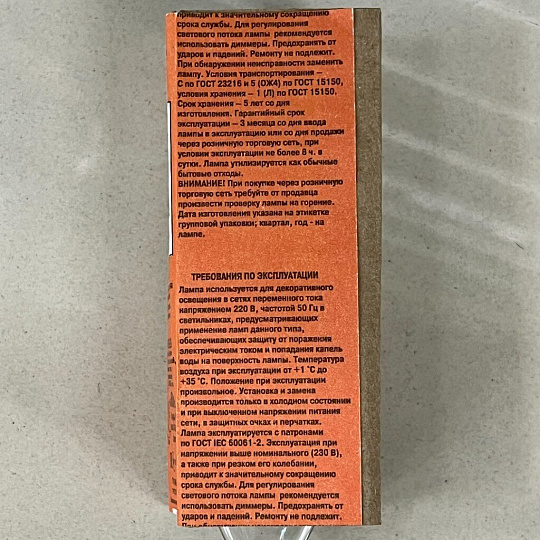 приводит к значительному сокращению
срока службы. Для регулирования
светового потока лампы рекомендуется
использовать диммеры. Предохранять от
ударов и падений. Ремонту не подлежит.
При обнаружении неисправности заменить
лампу. Условия транспортирования –
С по ГОСТ 23216 и 5 (ОЖ4) по ГОСТ 15150,
условия хранения – 1 (Л) по ГОСТ 15150.
Срок хранения – 5 лет со дня
изготовления. Гарантийный срок
эксплуатации – 3 месяца со дня ввода
лампы в эксплуатацию или со дня продажи
через розничную торговую сеть, при
условии эксплуатации не более 8 ч. в
сутки. Лампа утилизируется как обычные
бытовые отходы.
ВНИМАНИЕ! При покупке через розничную
торговую сеть требуйте от продавца
произвести проверку лампы на горение.
Дата изготовления указана на этикетке
групповой упаковки; квартал, год - на
лампе.
ТРЕБОВАНИЯ ПО ЭКСПЛУАТАЦИИ
Лампа используется для декоративного
освещения в сетях переменного тока
напряжением 220 В, частотой 50 Гц в
светильниках, предусматривающих
применение ламп данного типа,
обеспечивающих защиту от поражения
электрическим током и попадания капель
воды на поверхность лампы. Температура
воздуха при эксплуатации от +1 °С до
+35 °С. Положение при эксплуатации
произвольное. Установка и замена
производится только в холодном состоянии
и при выключенном напряжении питания
сети, в защитных очках и перчатках.
Лампа эксплуатируется с патронами
по ГОСТ IEC 60061-2. Эксплуатация при
напряжении выше номинального (230 В),
а также при резком его колебании,
приводит к значительному сокращению
срока службы. Для регулирования
светового потока лампы рекомендуется
использовать диммеры. Предохранять от
ударов и падений. Ремонту не подлежит.